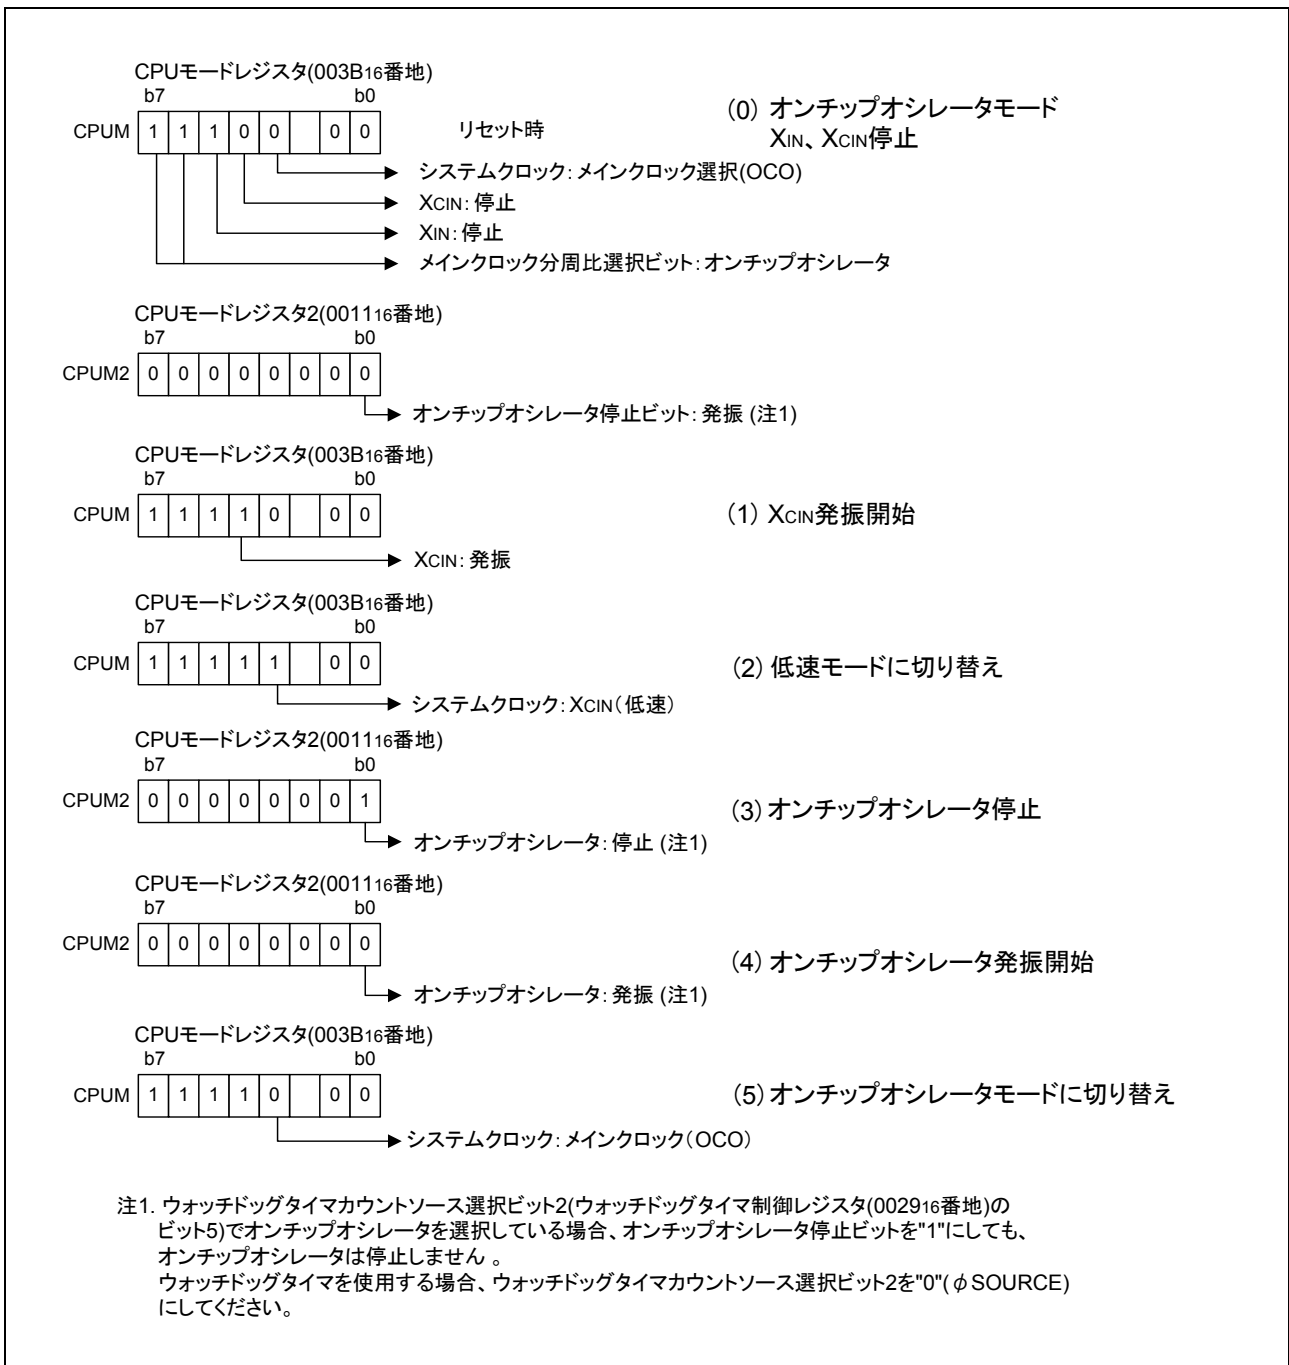 CPUモードレジスタ(003B16番地)
b7 b0
CPUM 1 1 1 0 0 0 0 リセット時
(0) オンチップオシレータモード
XIN、XCIN停止
システムクロック：メインクロック選択(OCO)
XCIN：停止
XIN：停止
メインクロック分周比選択ビット：オンチップオシレータ
CPUモードレジスタ2(001116番地)
b7 b0
CPUM2 0 0 0 0 0 0 0 0
オンチップオシレータ停止ビット：発振 (注1)
CPUモードレジスタ(003B16番地)
b7 b0
CPUM 1 1 1 1 0 0 0
(1) XCIN発振開始
XCIN：発振
CPUモードレジスタ(003B16番地)
b7 b0
CPUM 1 1 1 1 1 0 0
(2) 低速モードに切り替え
システムクロック：XCIN（低速）
CPUモードレジスタ2(001116番地)
b7 b0
CPUM2 0 0 0 0 0 0 0 1
(3) オンチップオシレータ停止
オンチップオシレータ：停止 (注1)
CPUモードレジスタ2(001116番地)
b7 b0
CPUM2 0 0 0 0 0 0 0 0
(4) オンチップオシレータ発振開始
オンチップオシレータ：発振 (注1)
CPUモードレジスタ(003B16番地)
b7 b0
CPUM 1 1 1 1 0 0 0
(5) オンチップオシレータモードに切り替え
システムクロック：メインクロック（OCO）
注1. ウォッチドッグタイマカウントソース選択ビット2(ウォッチドッグタイマ制御レジスタ(002916番地)の
ビット5)でオンチップオシレータを選択している場合、オンチップオシレータ停止ビットを"1"にしても、
オンチップオシレータは停止しません 。
ウォッチドッグタイマを使用する場合、ウォッチドッグタイマカウントソース選択ビット2を"0"(φSOURCE)
にしてください。